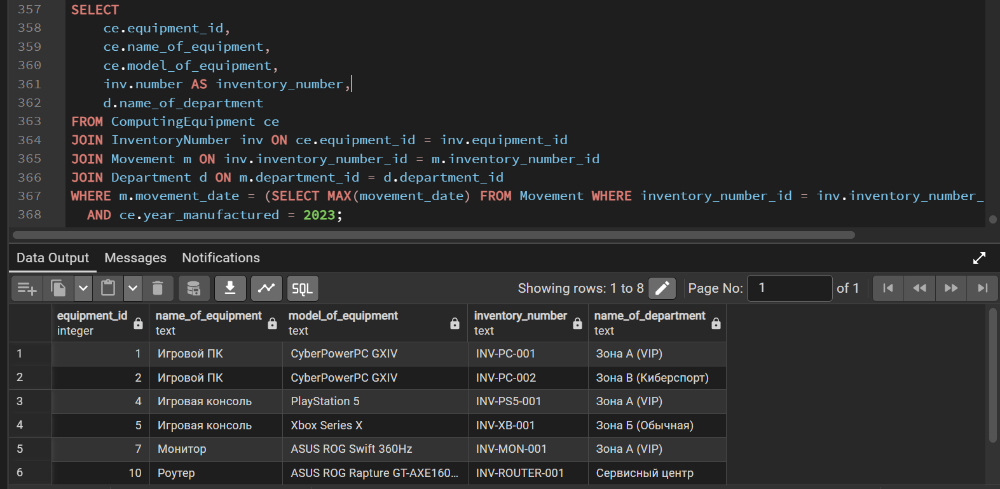 357 SELECT
358 ce.equipment_id,
359 ce.name_of_equipment,
360 ce.model_of_equipment,
361 inv.number AS inventory_number,
362 d.name_of_department
363 FROM ComputingEquipment ce
364 JOIN InventoryNumber inv ON ce.equipment_id = inv.equipment_id
365 JOIN Movement m ON inv.inventory_number_id = m.inventory_number_id
366 JOIN Department d ON m.department_id = d.department_id
367 WHERE m.movement_date = (SELECT MAX(movement_date) FROM Movement WHERE inventory_number_id = inv.inventory_number_
368 AND ce.year_manufactured = 2023;
Data Output Messages Notifications
SQL Showing rows: 1 to 8 Page No: 1 of 1
equipment_id name_of_equipment model_of_equipment inventory_number name_of_department
integer text text text text
1 1 Игровой ПК CyberPowerPC GXIV INV-PC-001 Зона А (VIP)
2 2 Игровой ПК CyberPowerPC GXIV INV-PC-002 Зона В (Киберспорт)
3 4 Игровая консоль PlayStation 5 INV-PS5-001 Зона А (VIP)
4 5 Игровая консоль Xbox Series X INV-XB-001 Зона Б (Обычная)
5 7 Монитор ASUS ROG Swift 360Hz INV-MON-001 Зона А (VIP)
6 10 Роутер ASUS ROG Rapture GT-AXE160... INV-ROUTER-001 Сервисный центр